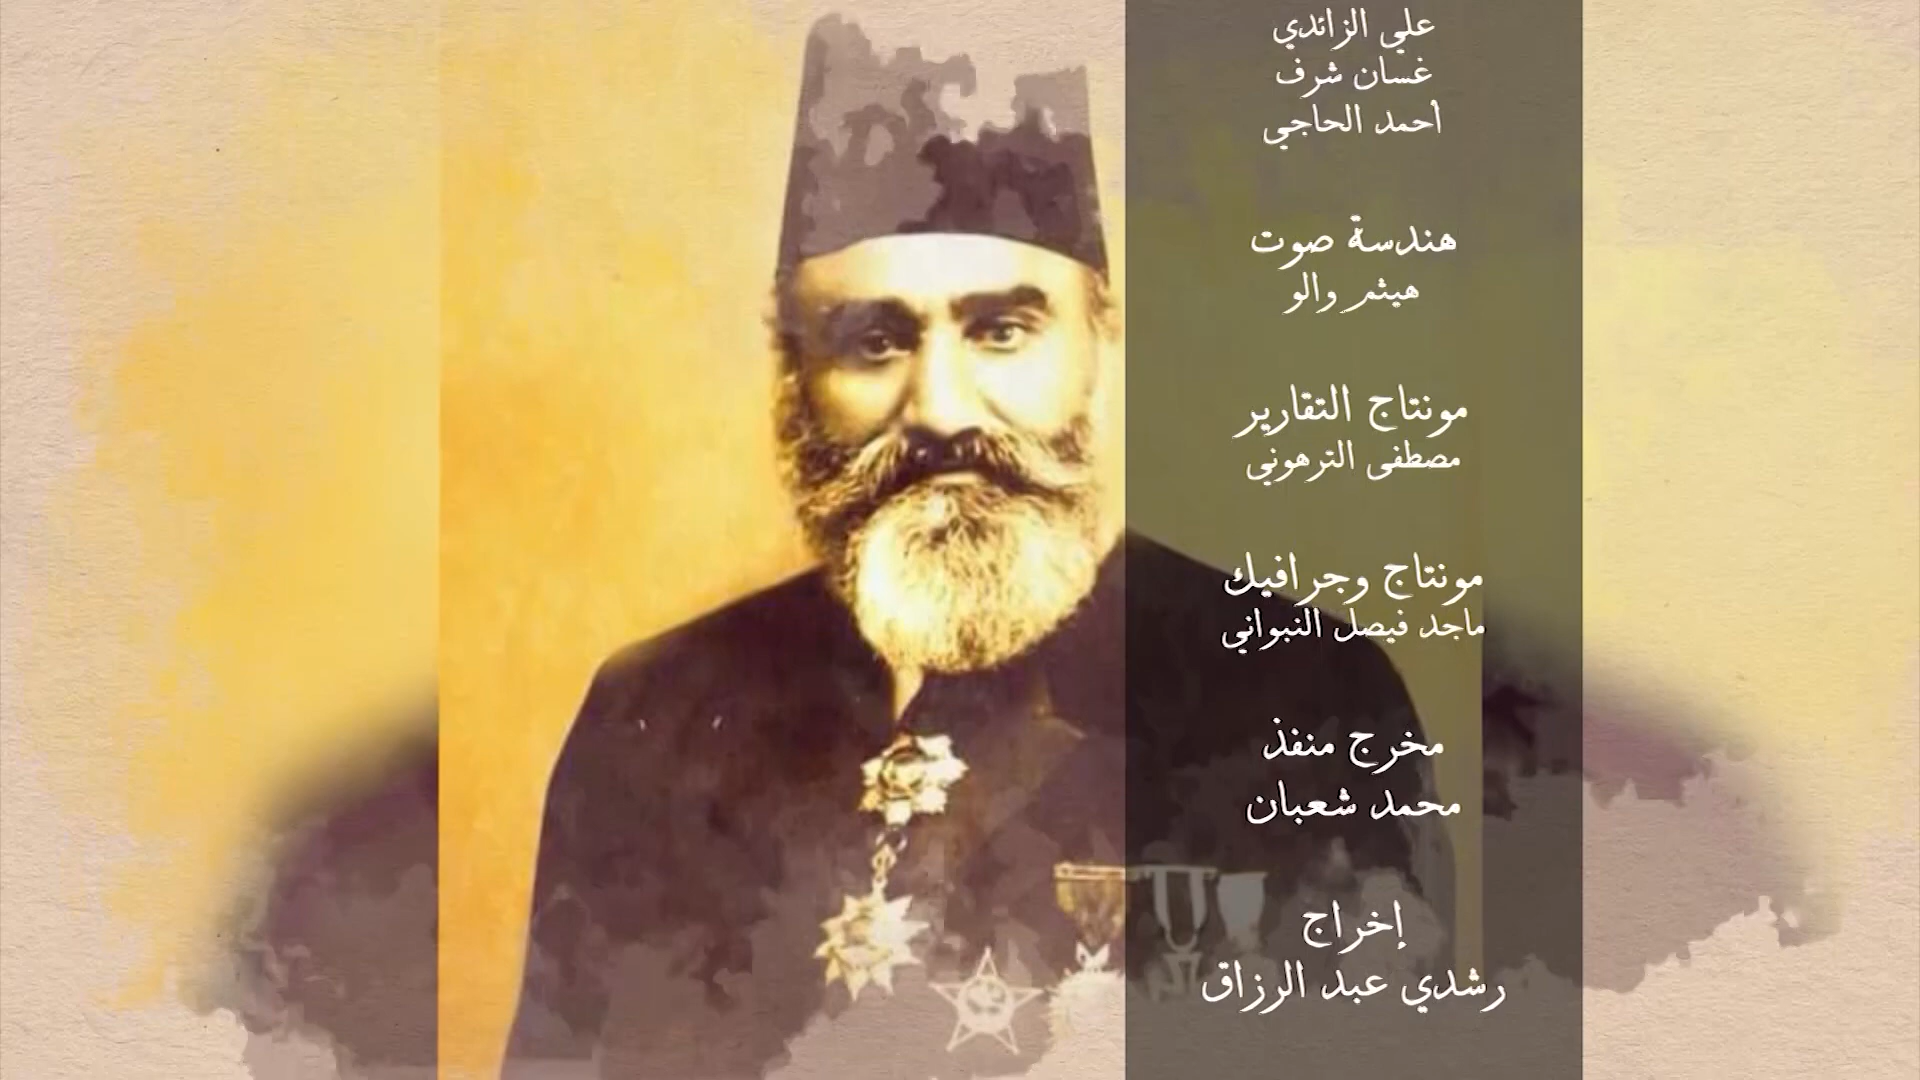 علي الزائدي
غسان شرف
أحمد الحاجي
هندسة صوت
هيثم والو
مونتاج التقارير
مصطفى الترهوني
مونتاج وجرافيك
ماجد فيصل النبواني
مخرج منفذ
محمد شعبان
إخراج
رشدي عبد الرزاق